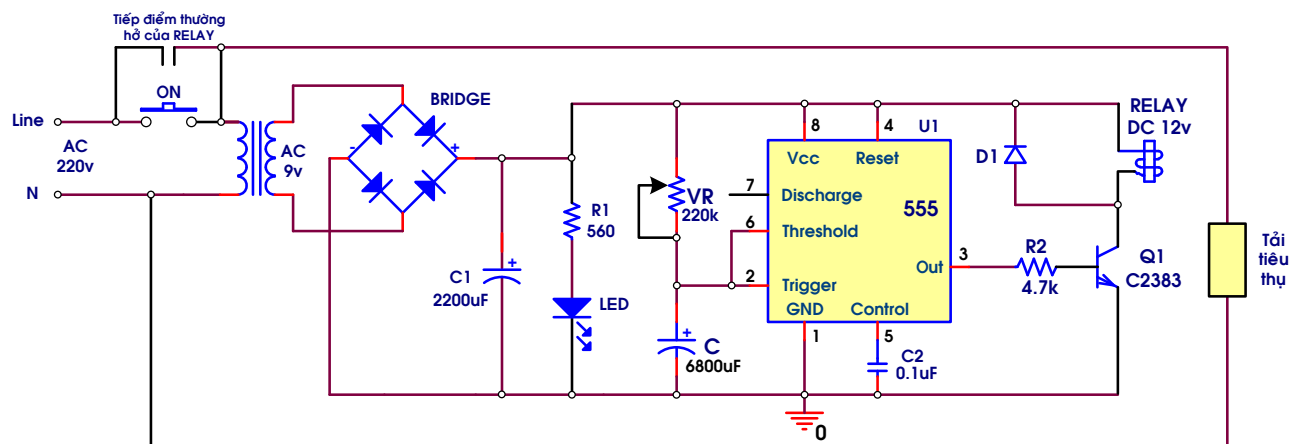 Tiếp điểm thường
hở của RELAY
ON
Line
AC
220v
N
AC
9v
BRIDGE
-
+
C1
2200uF
+
R1
560
LED
VR
220k
C
6800uF
+
8
4
U1
Vcc
Reset
7
Discharge
555
6
Threshold
Out
3
2
Trigger
GND
Control
1
5
C2
0.1uF
0
R2
4.7k
D1
RELAY
DC 12v
Q1
C2383
Tải
tiêu
thụ